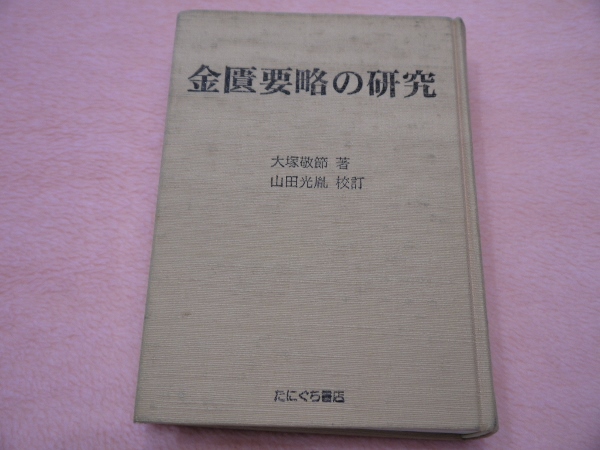 金匱要略の研究
大塚敬節 著
山田光胤 校訂
たにぐち書店